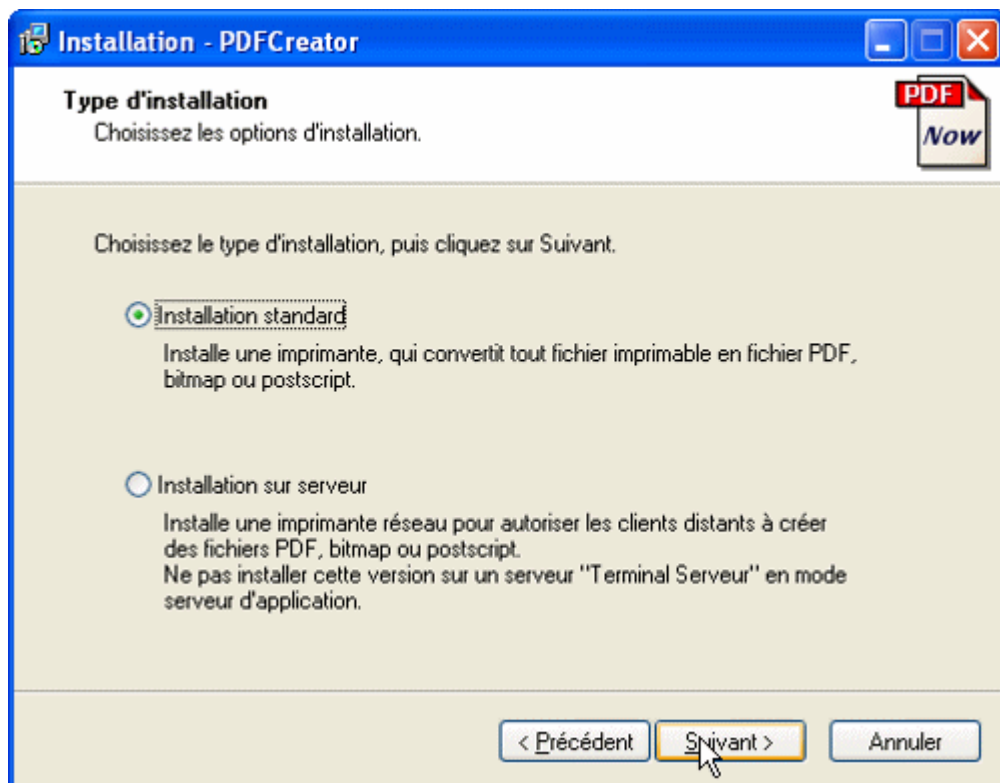 Installation - PDFCreator
Type d'installation
Choisissez les options d'installation.
PDF
Now
Choisissez le type d'installation, puis cliquez sur Suivant.
Installation standard
Installe une imprimante, qui convertit tout fichier imprimable en fichier PDF,
bitmap ou postscript.
Installation sur serveur
Installe une imprimante réseau pour autoriser les clients distants à créer
des fichiers PDF, bitmap ou postscript.
Ne pas installer cette version sur un serveur "Terminal Serveur" en mode
serveur d'application.
< Précédent Suivant > Annuler